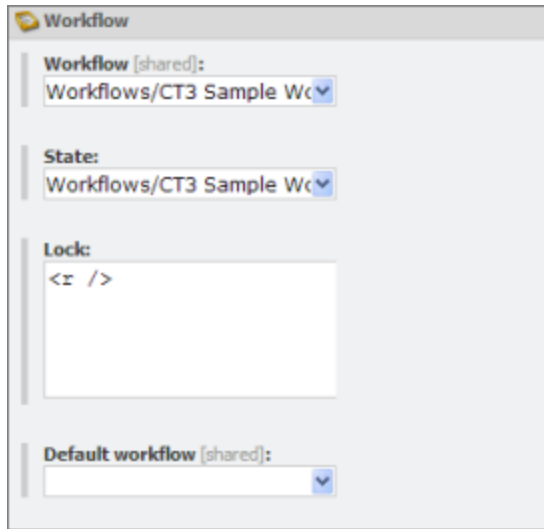 Workflow
Workflow [shared]:
Workflows/CT3 Sample Wo
State:
Workflows/CT3 Sample Wo
Lock:
<r />
Default workflow [shared]: